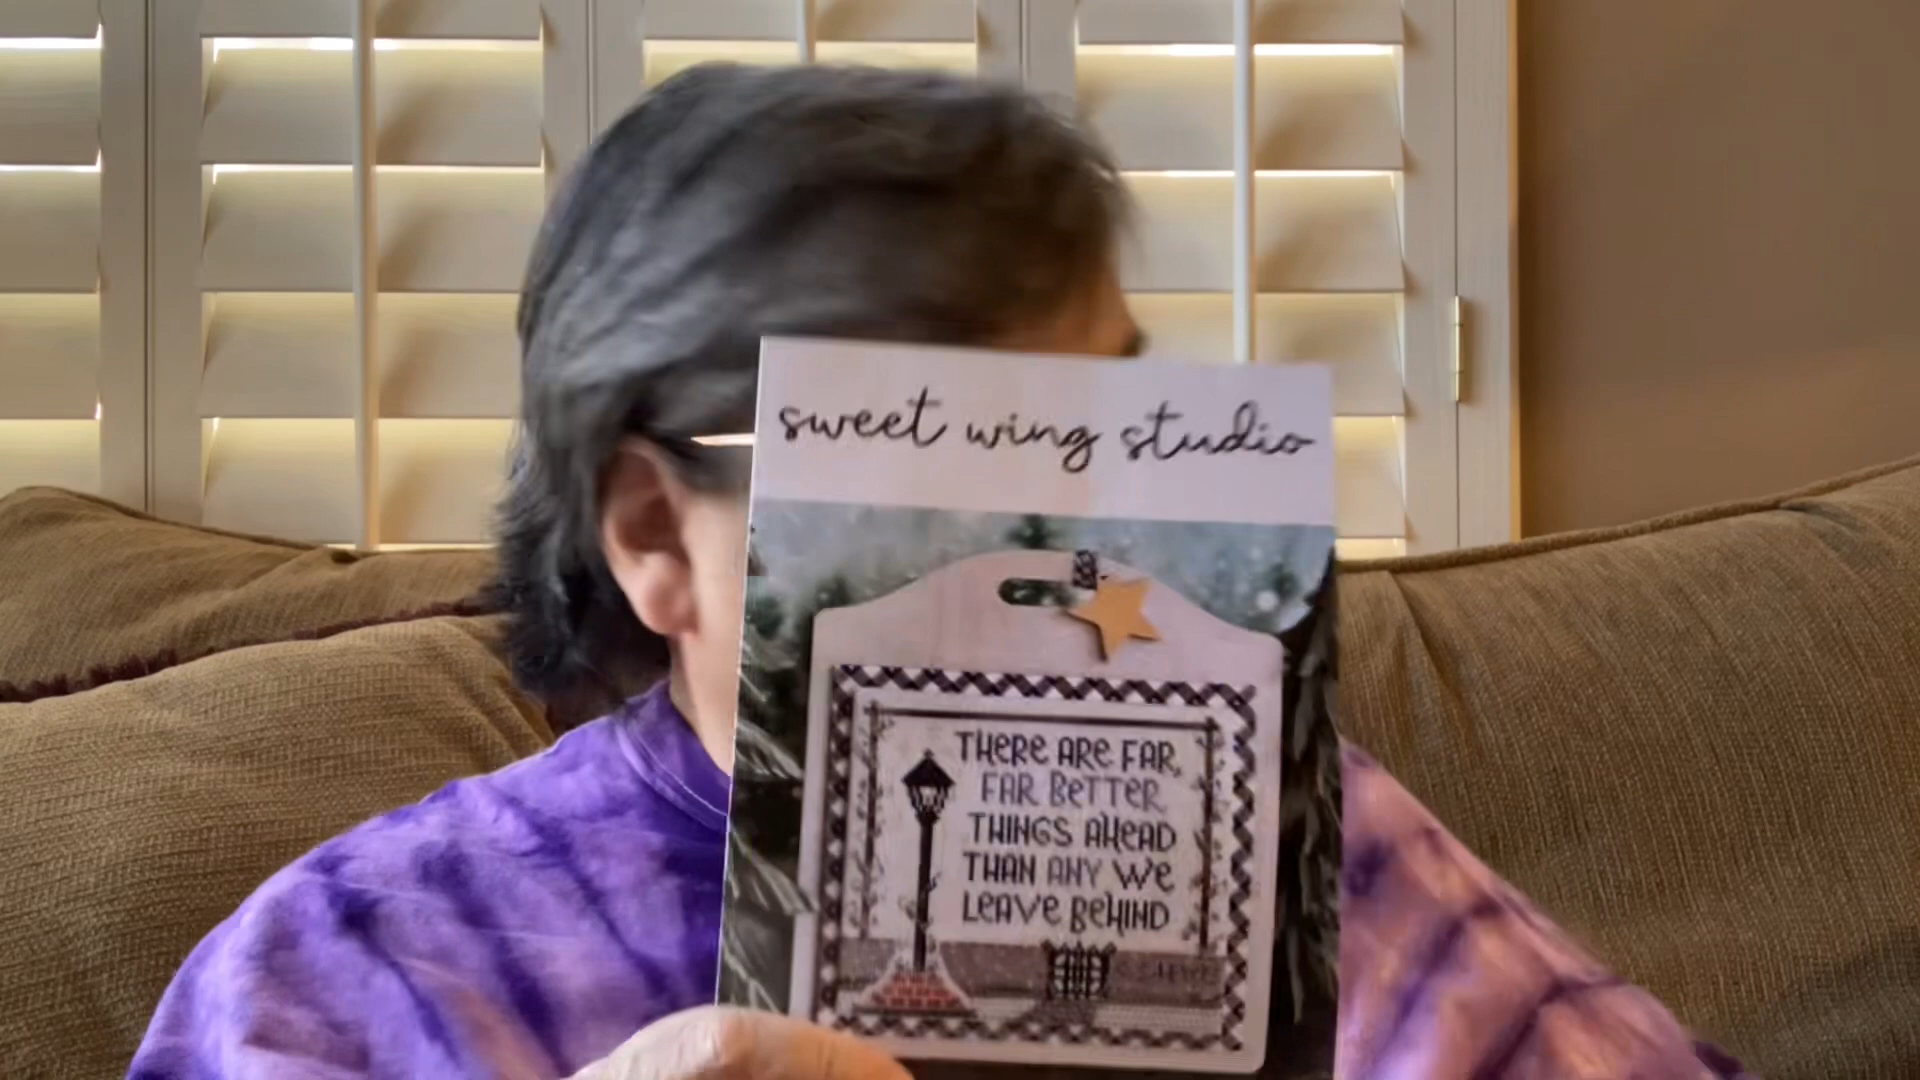 sweet wing studio
THERE ARE FAR,
FAR BETTER
THINGS AHEAD
THAN ANY WE
LEAVE BEHIND